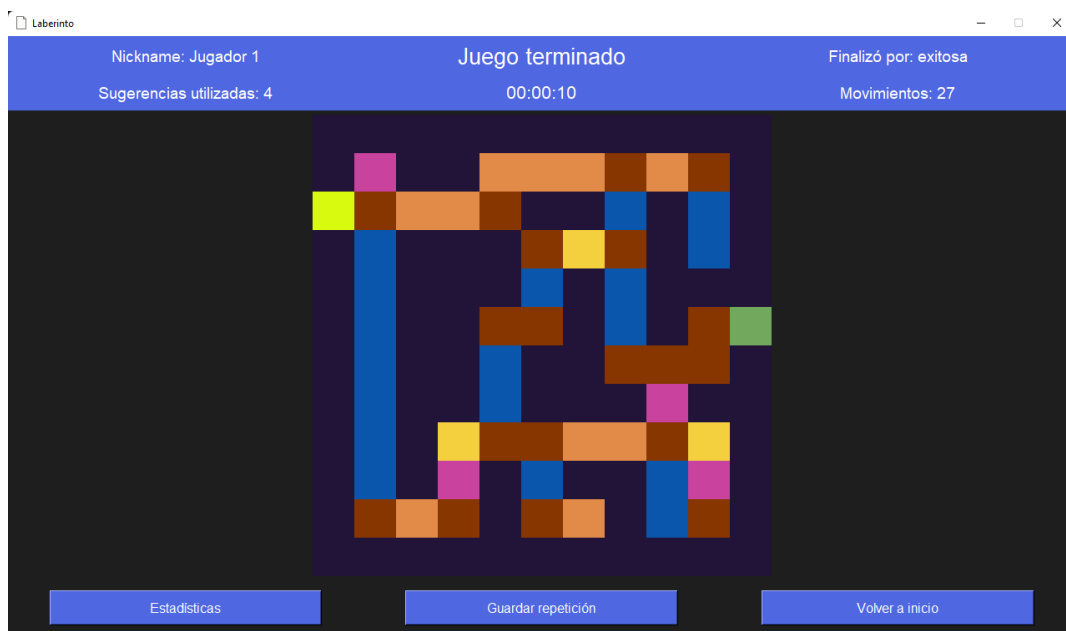 Laberinto
Nickname: Jugador 1
Juego terminado
Finalizó por: exitosa
Sugerencias utilizadas: 4
00:00:10
Movimientos: 27
Estadísticas
Guardar repetición
Volver a inicio